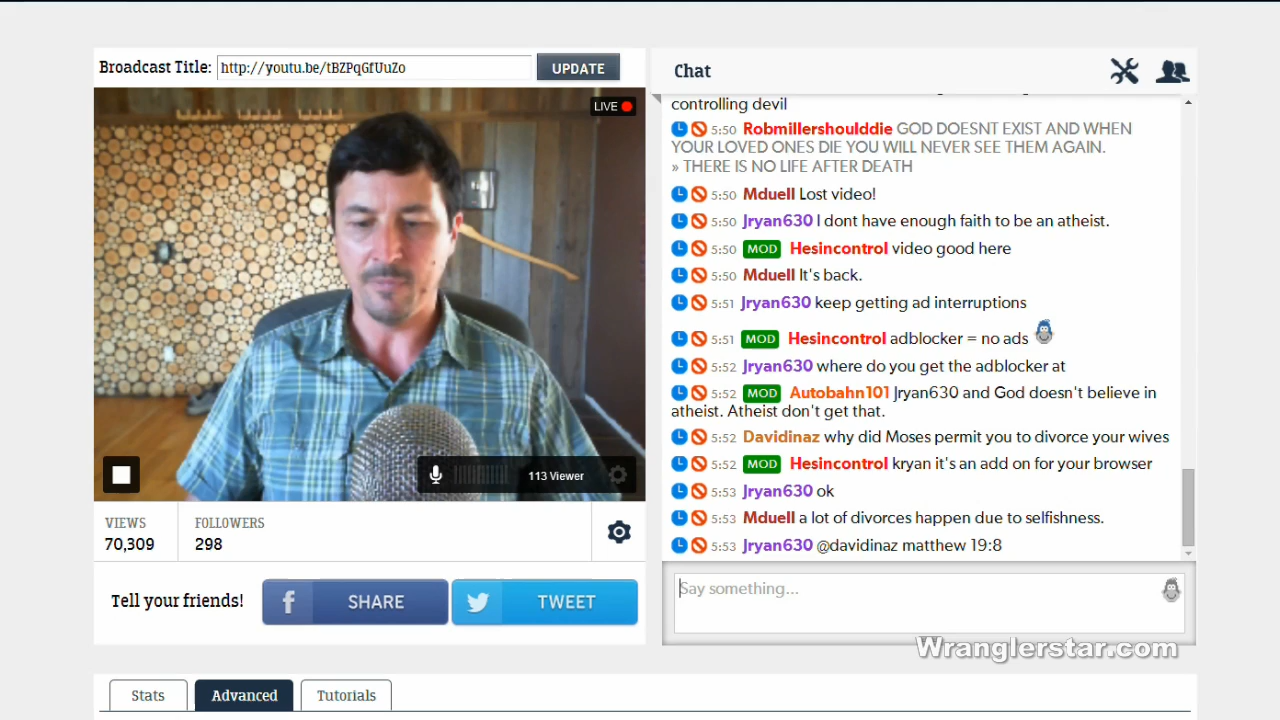 Broadcast Title: http://youtu.be/tBZPqGfUuZo UPDATE
LIVE
113 Viewer
VIEWS FOLLOWERS
70,309 298
Tell your friends! f SHARE TWEET
Stats Advanced Tutorials
Chat
controlling devil
5:50 Robmillershoulddie GOD DOESNT EXIST AND WHEN
YOUR LOVED ONES DIE YOU WILL NEVER SEE THEM AGAIN.
» THERE IS NO LIFE AFTER DEATH
5:50 Mduell Lost video!
5:50 Jryan630 I dont have enough faith to be an atheist.
5:50 MOD Hesincontrol video good here
5:50 Mduell It's back.
5:51 Jryan630 keep getting ad interruptions
5:51 MOD Hesincontrol adblocker = no ads
5:52 Jryan630 where do you get the adblocker at
5:52 MOD Autobahn101 Jryan630 and God doesn't believe in
atheist. Atheist don't get that.
5:52 Davidinaz why did Moses permit you to divorce your wives
5:52 MOD Hesincontrol kryan it's an add on for your browser
5:53 Jryan630 ok
5:53 Mduell a lot of divorces happen due to selfishness.
5:53 Jryan630 @davidinaz matthew 19:8
Say something...
Wranglerstar.com